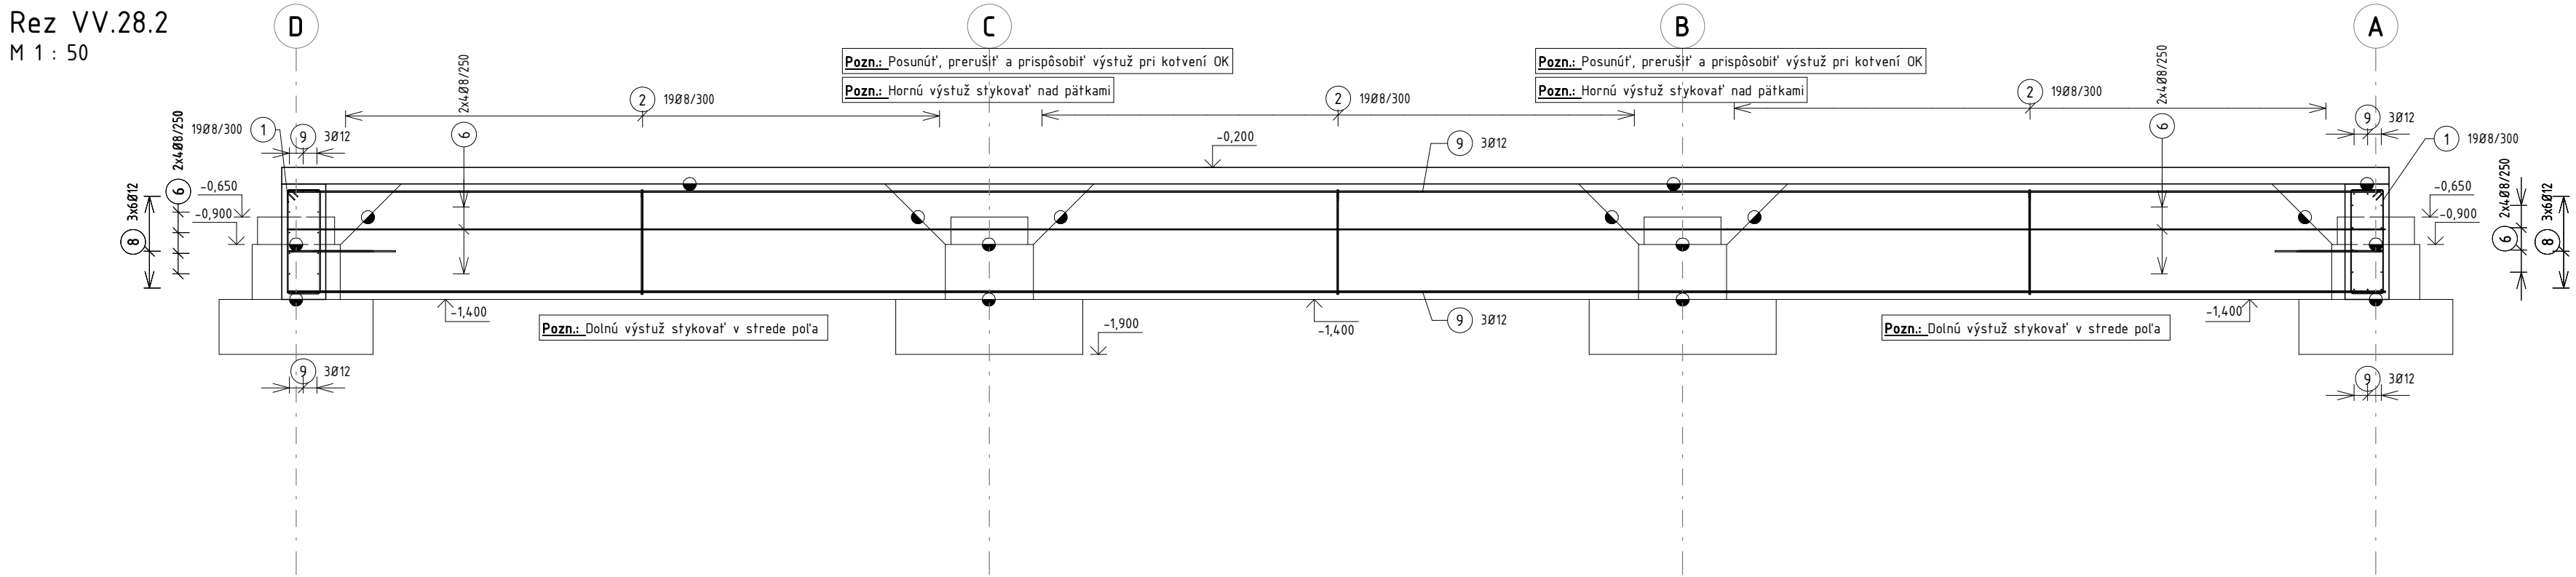 Rez VV.28.2
M 1 : 50
D
C
B
A
Pozn.: Posunúť, prerušiť a prispôsobiť výstuž pri kotvení OK
Pozn.: Hornú výstuž stykovať nad pätkami
Pozn.: Posunúť, prerušiť a prispôsobiť výstuž pri kotvení OK
Pozn.: Hornú výstuž stykovať nad pätkami
2x4Ø8/250
6
2 19Ø8/300
2 19Ø8/300
2 19Ø8/300
2x4Ø8/250
6
19Ø8/300 1
9 3Ø12
9 3Ø12
1 19Ø8/300
2x4Ø8/250
6
3x6Ø12
8
-0,200
9 3Ø12
-0,650
-0,900
-0,650
-0,900
2x4Ø8/250
6
3x6Ø12
8
-1,400
Pozn.: Dolnú výstuž stykovať v strede poľa
-1,900
-1,400
9 3Ø12
Pozn.: Dolnú výstuž stykovať v strede poľa
-1,400
9 3Ø12
9 3Ø12